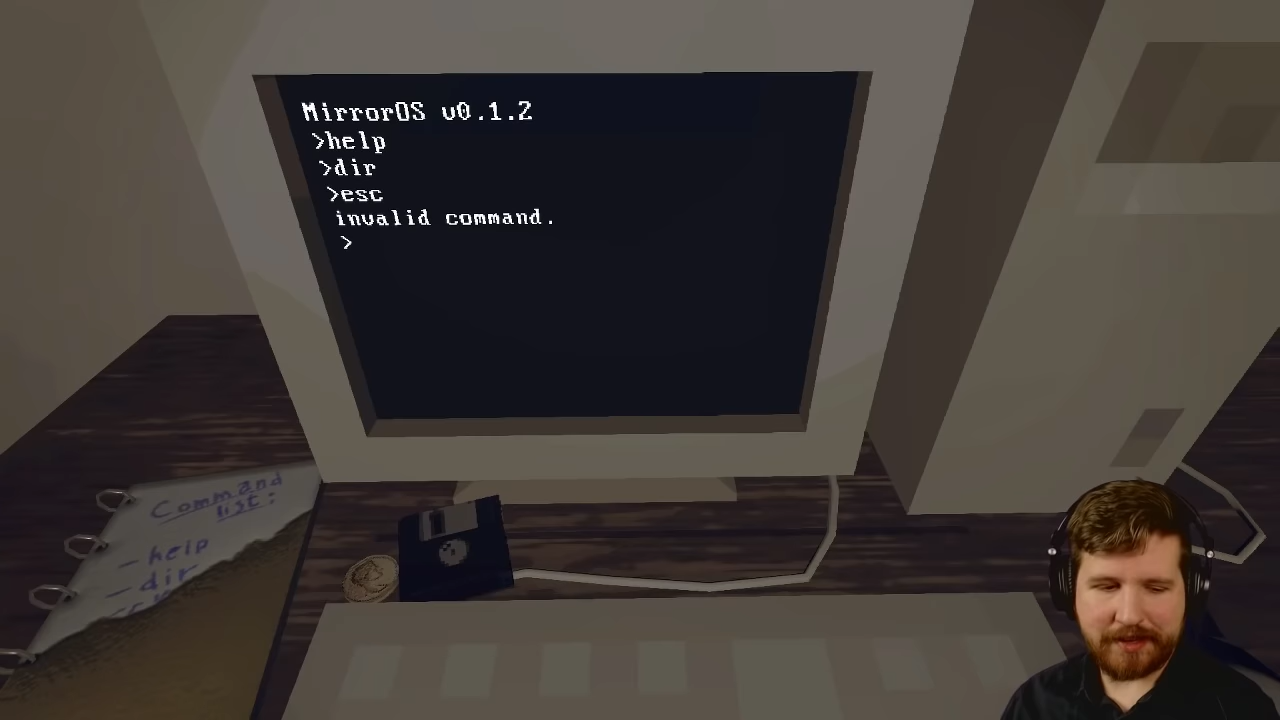 MirrorOS v0.1.2
>help
>dir
>esc
invalid command.
>
Command
list:
- help
- dir